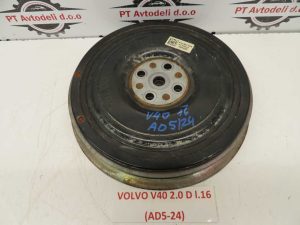 PT Avtodeli d.o.o
PT Avtodeli d.o.o
V40 16
AD5/24
VOLVO V40 2.0 D l.16
(AD5-24)